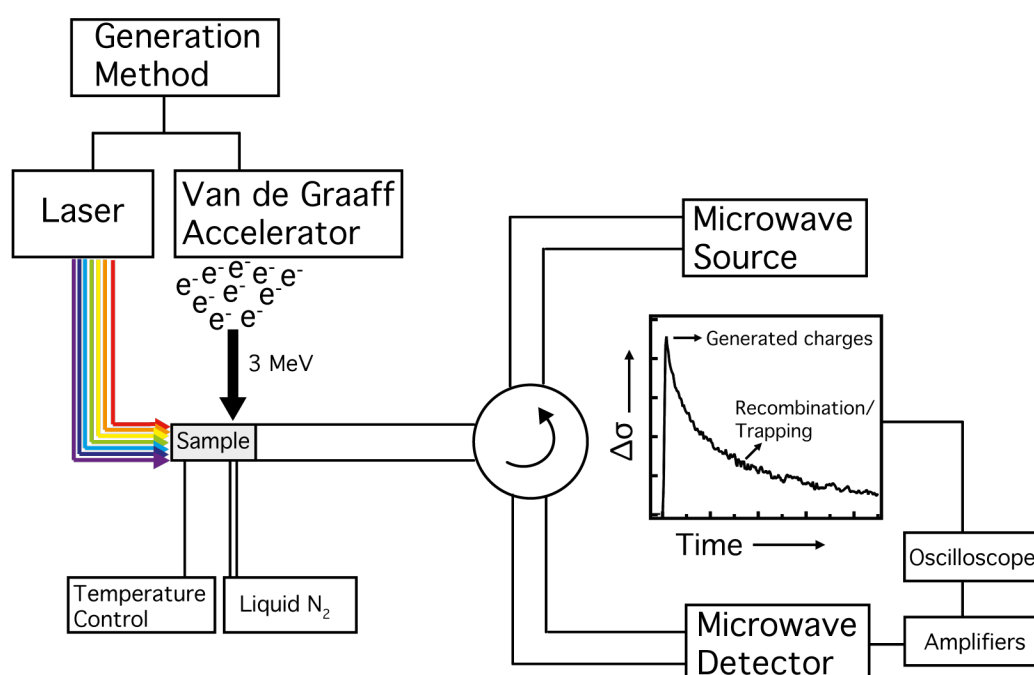 Generation
Method
Laser
Van de Graaff
Accelerator
e- e- e- e- e-
e- e- e-
e- e-
3 MeV
Sample
Temperature
Control
Liquid N₂
Microwave
Source
Generated charges
Recombination/
Trapping
Δσ
Time
Oscilloscope
Amplifiers
Microwave
Detector